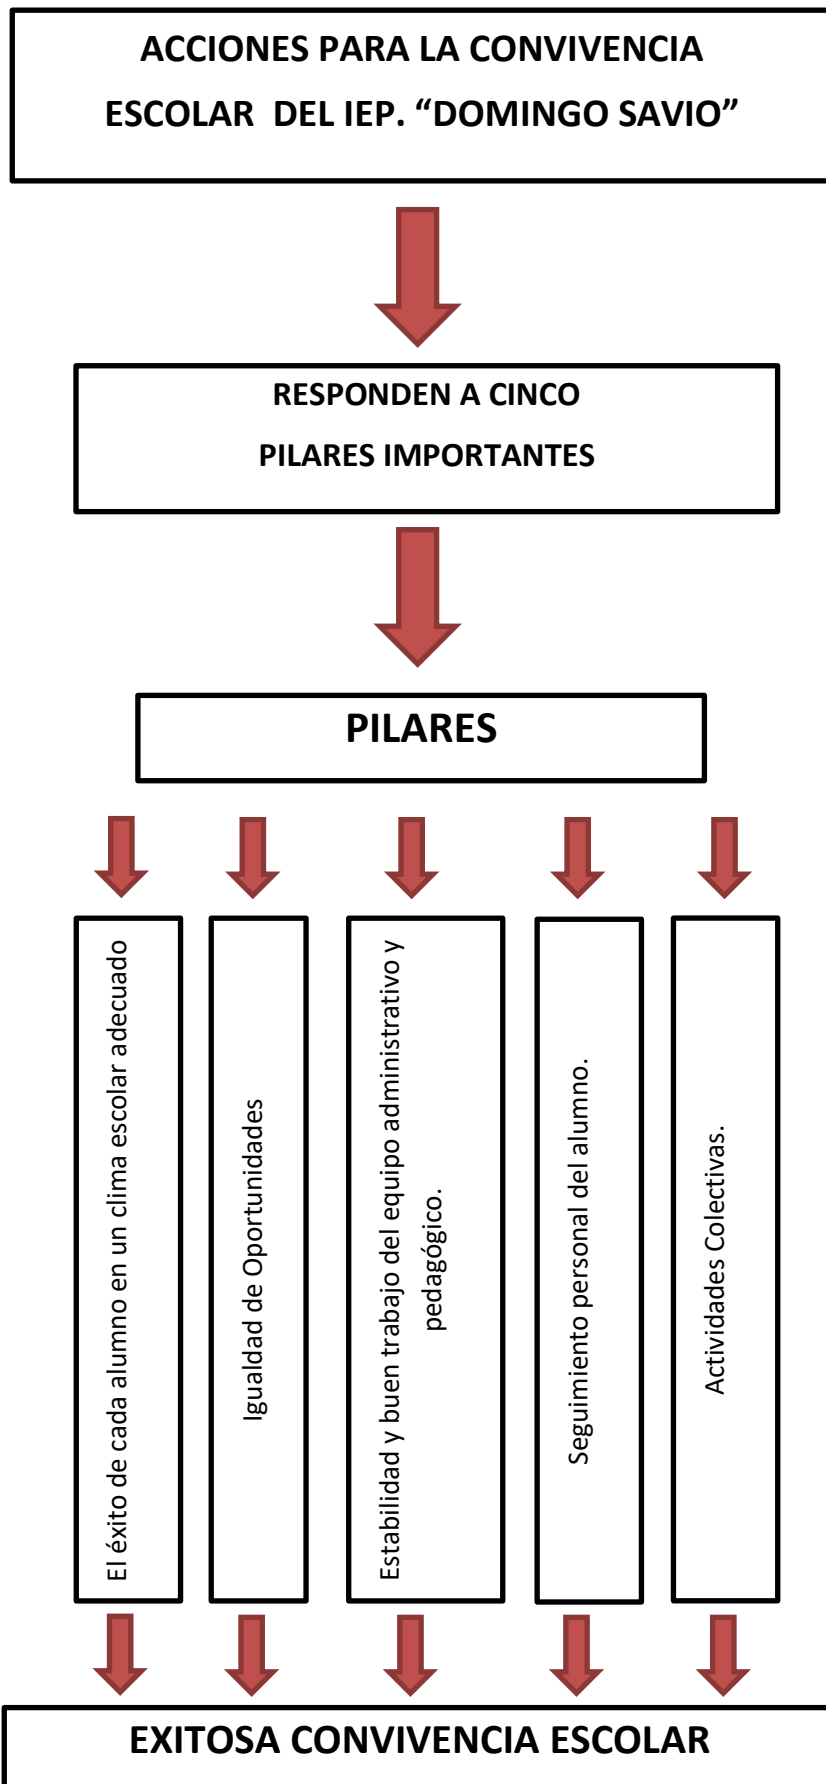 ACCIONES PARA LA CONVIVENCIA
ESCOLAR  DEL IEP. “DOMINGO SAVIO”
RESPONDEN A CINCO
PILARES IMPORTANTES
PILARES
El éxito de cada alumno en un clima escolar adecuado
Igualdad de Oportunidades
Estabilidad y buen trabajo del equipo administrativo y
pedagógico.
Seguimiento personal del alumno.
Actividades Colectivas.
EXITOSA CONVIVENCIA ESCOLAR